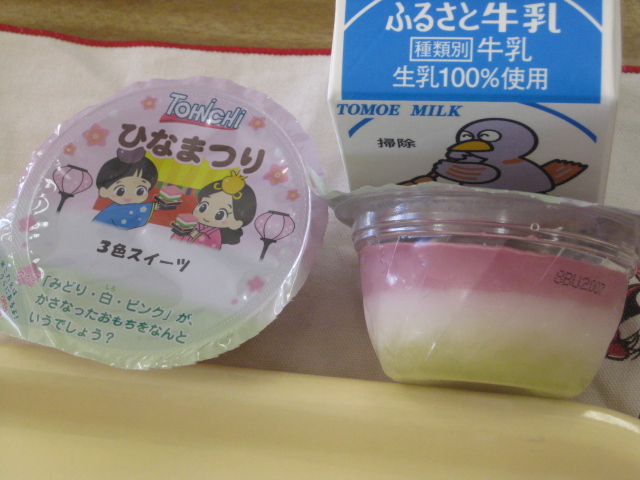 TOHNICHI
ひなまつり
3色スイーツ
「みどり・白・ピンク」が、
かさなったおもちをなんと
いうでしょう?
ふるさと牛乳
種類別 牛乳
生乳100%使用
TOMOE MILK
掃除